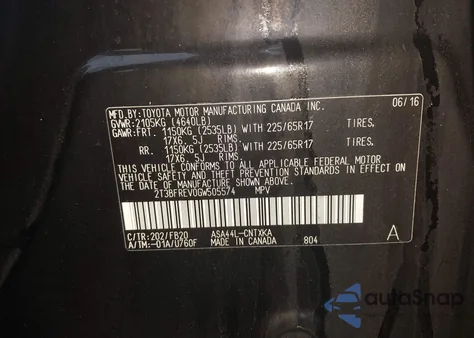 MFD.BY:TOYOTA MOTOR MANUFACTURING CANADA INC. 06/16
GVWR:2105KG (4640LB)
GAWR:FRT. 1150KG (2535LB) WITH 225/65R17 TIRES,
17X6.5J RIMS
RR. 1150KG (2535LB) WITH 225/65R17 TIRES,
17X6.5J RIMS
THIS VEHICLE CONFORMS TO ALL APPLICABLE FEDERAL MOTOR
VEHICLE SAFETY AND THEFT PREVENTION STANDARDS IN EFFECT ON
THE DATE OF MANUFACTURE SHOWN ABOVE.
2T3BFREV0GW505574 MPV
C/TR:202/FB20 ASA44L-CNTXKA A
A/TM:-01A/U760F MADE IN CANADA 804
autoSnap